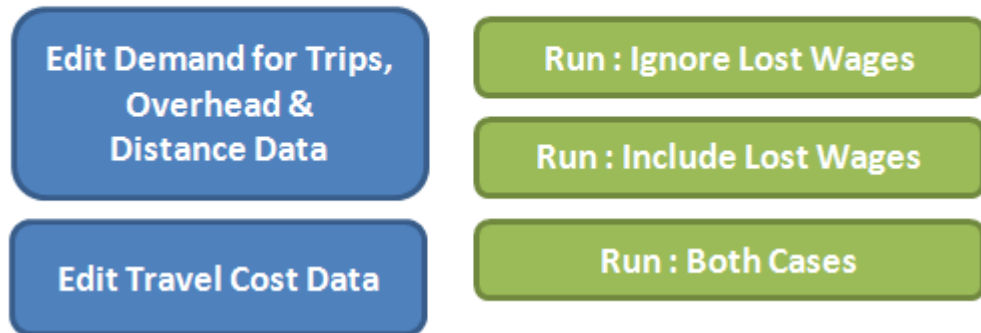 Edit Demand for Trips,
Overhead &
Distance Data
Edit Travel Cost Data
Run : Ignore Lost Wages
Run : Include Lost Wages
Run : Both Cases